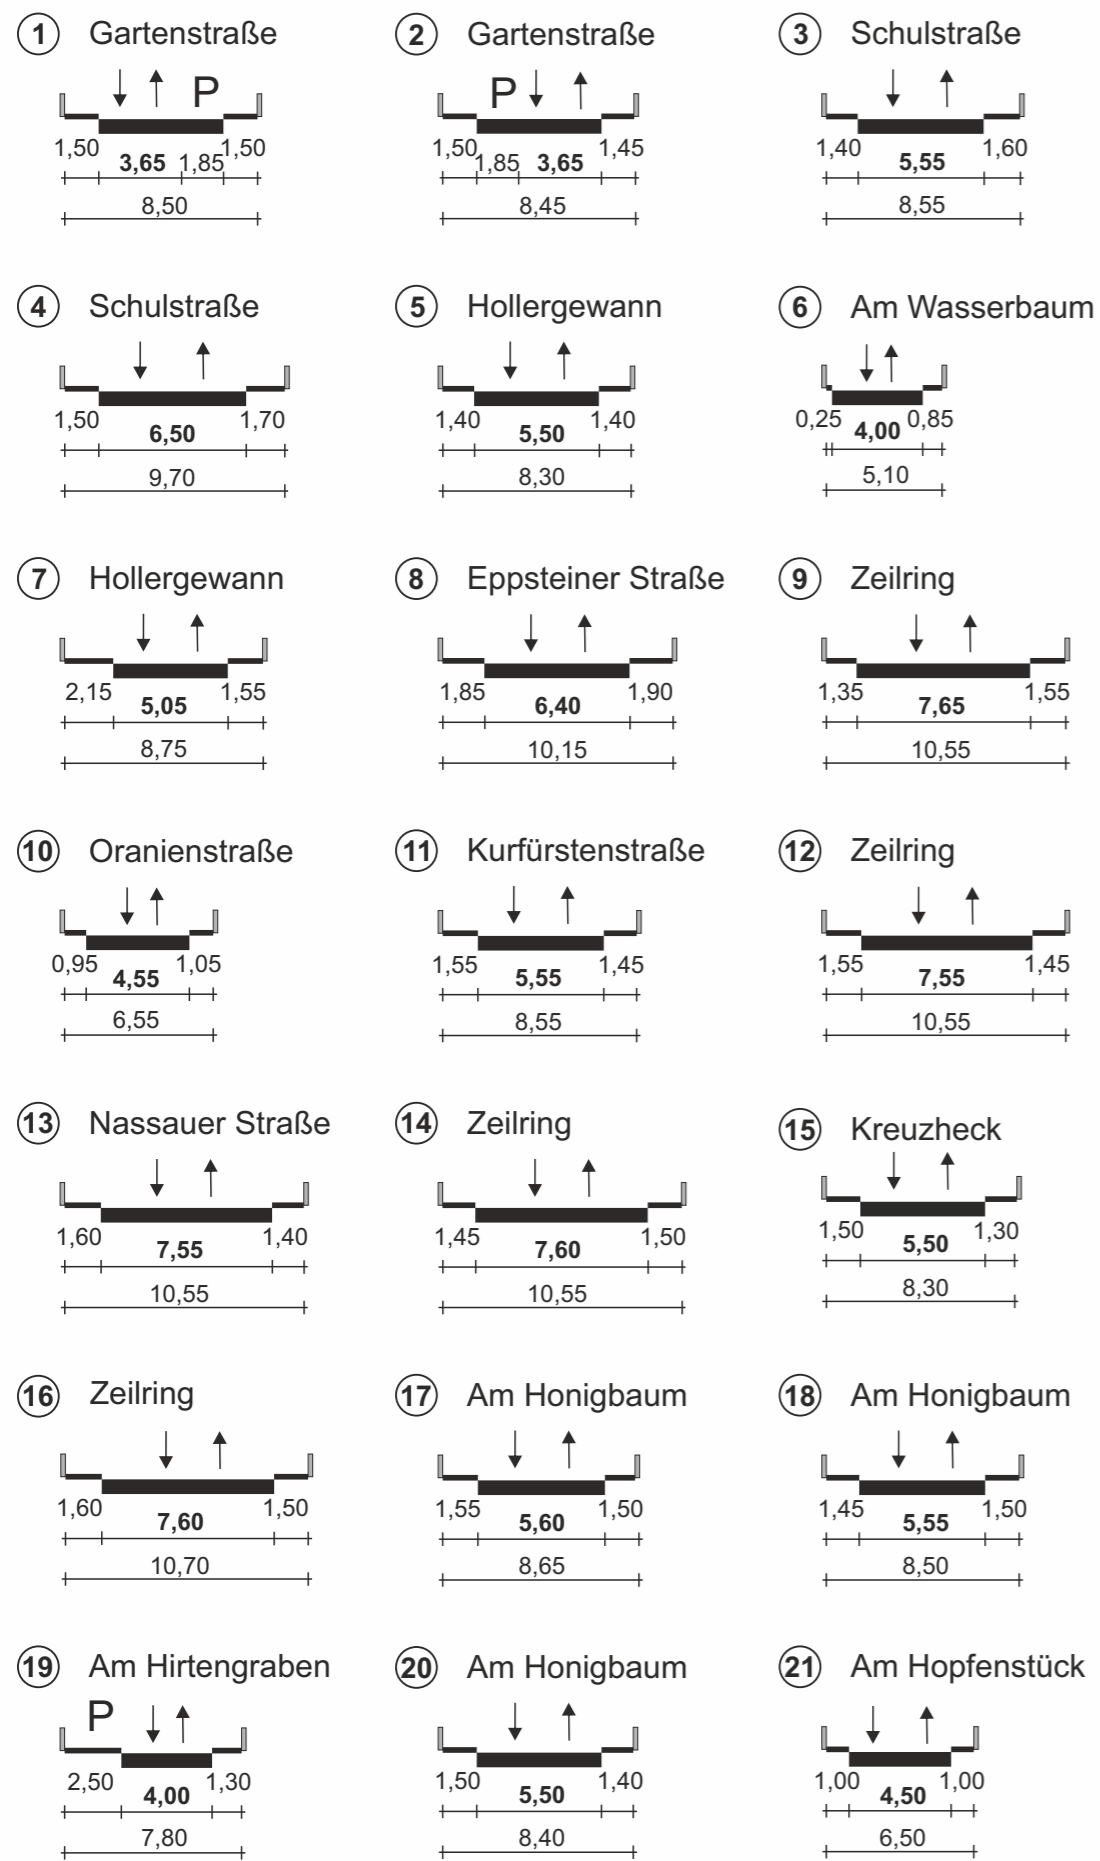 1 Gartenstraße
P
1,50 3,65 1,85 1,50
8,50
2 Gartenstraße
P
1,50 1,85 3,65 1,45
8,45
3 Schulstraße
1,40 5,55 1,60
8,55
4 Schulstraße
1,50 6,50 1,70
9,70
5 Hollergewann
1,40 5,50 1,40
8,30
6 Am Wasserbaum
0,25 4,00 0,85
5,10
7 Hollergewann
2,15 5,05 1,55
8,75
8 Eppsteiner Straße
1,85 6,40 1,90
10,15
9 Zeilring
1,35 7,65 1,55
10,55
10 Oranienstraße
0,95 4,55 1,05
6,55
11 Kurfürstenstraße
1,55 5,55 1,45
8,55
12 Zeilring
1,55 7,55 1,45
10,55
13 Nassauer Straße
1,60 7,55 1,40
10,55
14 Zeilring
1,45 7,60 1,50
10,55
15 Kreuzheck
1,50 5,50 1,30
8,30
16 Zeilring
1,60 7,60 1,50
10,70
17 Am Honigbaum
1,55 5,60 1,50
8,65
18 Am Honigbaum
1,45 5,55 1,50
8,50
19 Am Hirtengraben
P
2,50 4,00 1,30
7,80
20 Am Honigbaum
1,50 5,50 1,40
8,40
21 Am Hopfenstück
1,00 4,50 1,00
6,50